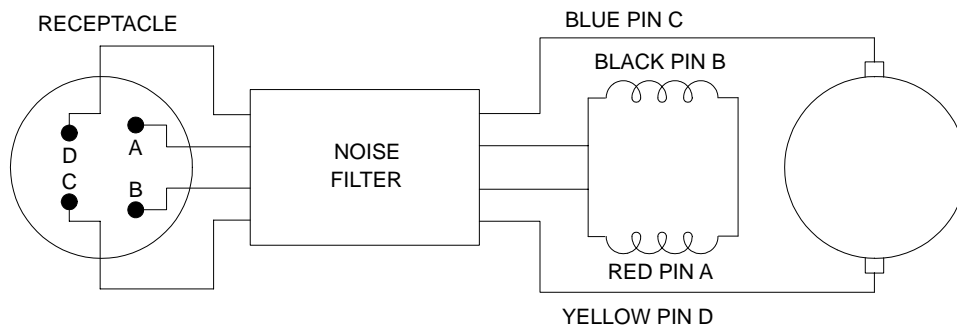 RECEPTACLE
BLUE PIN C
BLACK PIN B
D
A
C
B
NOISE
FILTER
RED PIN A
YELLOW PIN D